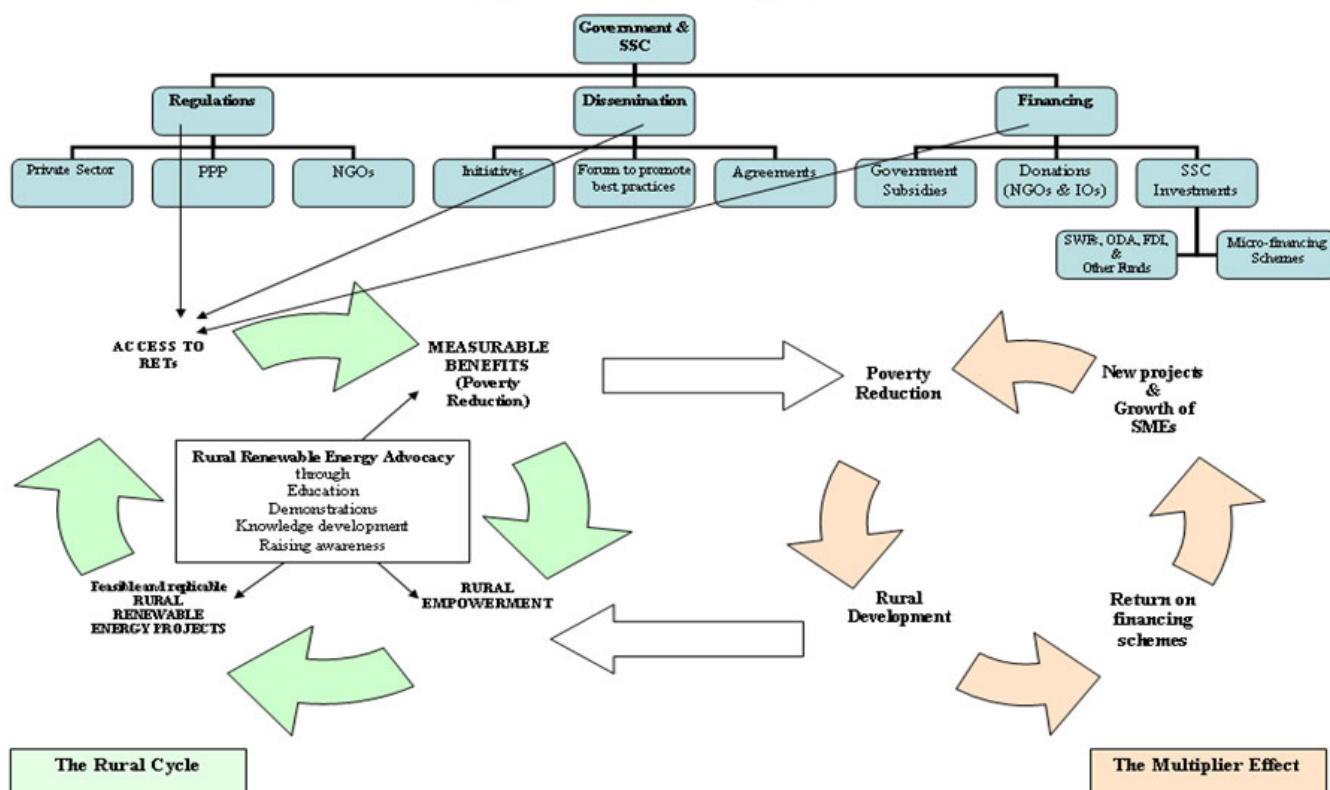 Government &
SSC
Regulations
Dissemination
Financing
Private Sector
PPP
NGOs
Initiatives
Forum to promote
best practices
Agreements
Government
Subsidies
Donations
(NGOs & IOs)
SSC
Investments
SWFs, ODA, FDI,
&
Other Funds
Micro-financing
Schemes
ACCESS TO
RETs
MEASURABLE
BENEFITS
(Poverty
Reduction)
Poverty
Reduction
New projects
&
Growth of
SMEs
Rural Renewable Energy Advocacy
through
Education
Demonstrations
Knowledge development
Raising awareness
Feasible and replicable
RURAL
RENEWABLE
ENERGY PROJECTS
RURAL
EMPOWERMENT
Rural
Development
Return on
financing
schemes
The Rural Cycle
The Multiplier Effect